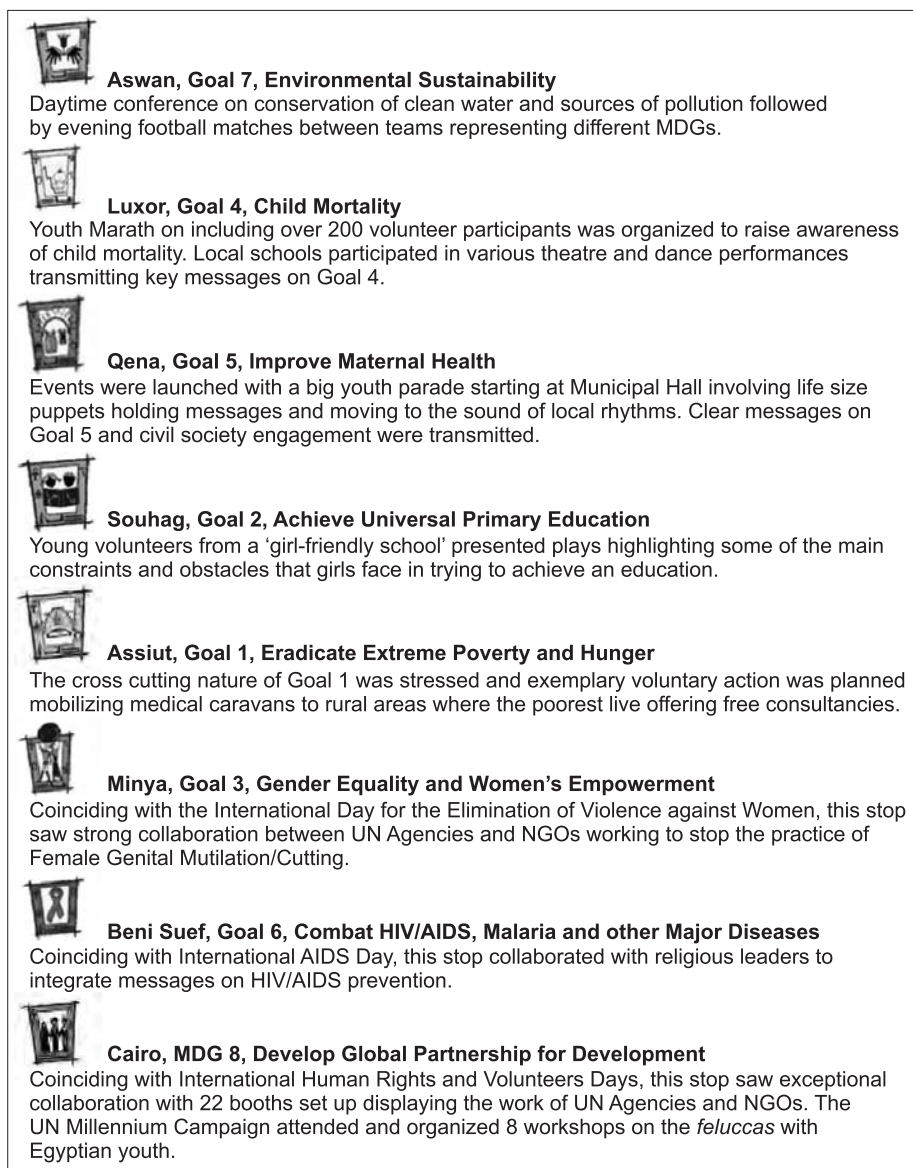 Aswan, Goal 7, Environmental Sustainability
Daytime conference on conservation of clean water and sources of pollution followed
by evening football matches between teams representing different MDGs.
Luxor, Goal 4, Child Mortality
Youth Marath on including over 200 volunteer participants was organized to raise awareness
of child mortality. Local schools participated in various theatre and dance performances
transmitting key messages on Goal 4.
Qena, Goal 5, Improve Maternal Health
Events were launched with a big youth parade starting at Municipal Hall involving life size
puppets holding messages and moving to the sound of local rhythms. Clear messages on
Goal 5 and civil society engagement were transmitted.
Souhag, Goal 2, Achieve Universal Primary Education
Young volunteers from a ‘girl-friendly school’ presented plays highlighting some of the main
constraints and obstacles that girls face in trying to achieve an education.
Assiut, Goal 1, Eradicate Extreme Poverty and Hunger
The cross cutting nature of Goal 1 was stressed and exemplary voluntary action was planned
mobilizing medical caravans to rural areas where the poorest live offering free consultancies.
Minya, Goal 3, Gender Equality and Women’s Empowerment
Coinciding with the International Day for the Elimination of Violence against Women, this stop
saw strong collaboration between UN Agencies and NGOs working to stop the practice of
Female Genital Mutilation/Cutting.
Beni Suef, Goal 6, Combat HIV/AIDS, Malaria and other Major Diseases
Coinciding with International AIDS Day, this stop collaborated with religious leaders to
integrate messages on HIV/AIDS prevention.
Cairo, MDG 8, Develop Global Partnership for Development
Coinciding with International Human Rights and Volunteers Days, this stop saw exceptional
collaboration with 22 booths set up displaying the work of UN Agencies and NGOs. The
UN Millennium Campaign attended and organized 8 workshops on the feluccas with
Egyptian youth.